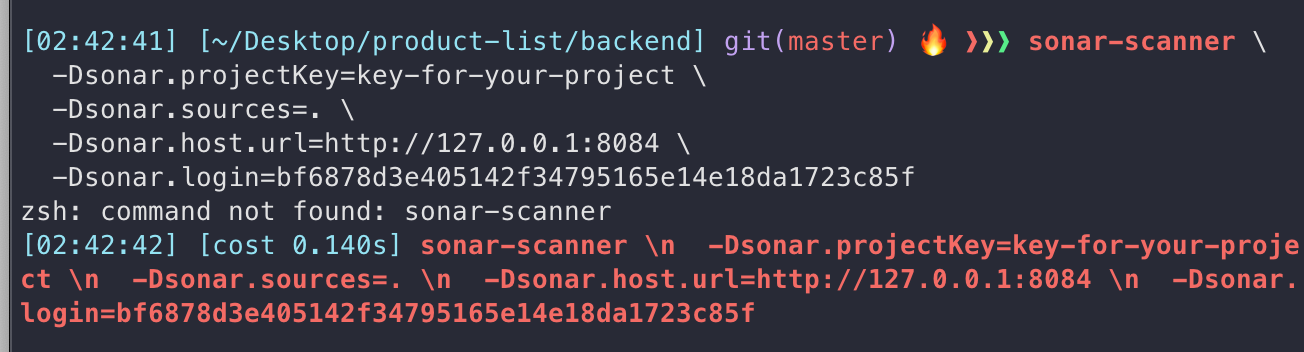 [02:42:41] [~/Desktop/product-list/backend] git(master) 🔥 ❯❯❯ sonar-scanner \
  -Dsonar.projectKey=key-for-your-project \
  -Dsonar.sources=. \
  -Dsonar.host.url=http://127.0.0.1:8084 \
  -Dsonar.login=bf6878d3e405142f34795165e14e18da1723c85f
zsh: command not found: sonar-scanner
[02:42:42] [cost 0.140s] sonar-scanner \n  -Dsonar.projectKey=key-for-your-proje
ct \n  -Dsonar.sources=. \n  -Dsonar.host.url=http://127.0.0.1:8084 \n  -Dsonar.
login=bf6878d3e405142f34795165e14e18da1723c85f